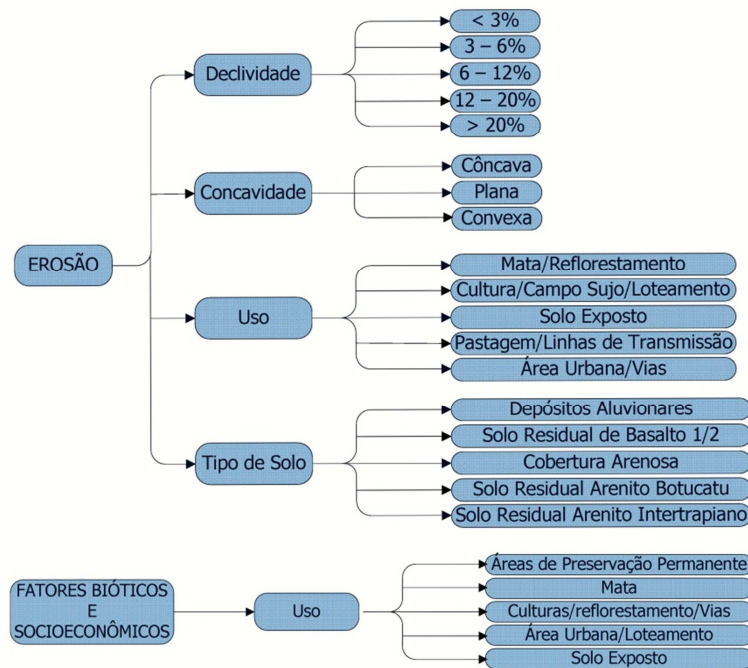 EROSÃO
Declividade
< 3%
3 – 6%
6 – 12%
12 – 20%
> 20%
Concavidade
Côncava
Plana
Convexa
Uso
Mata/Reflorestamento
Cultura/Campo Sujo/Loteamento
Solo Exposto
Pastagem/Linhas de Transmissão
Área Urbana/Vias
Tipo de Solo
Depósitos Aluvionares
Solo Residual de Basalto 1/2
Cobertura Arenosa
Solo Residual Arenito Botucatu
Solo Residual Arenito Intertrapiano
FATORES BIÓTICOS
E
SOCIOECONÔMICOS
Uso
Áreas de Preservação Permanente
Mata
Culturas/reflorestamento/Vias
Área Urbana/Loteamento
Solo Exposto